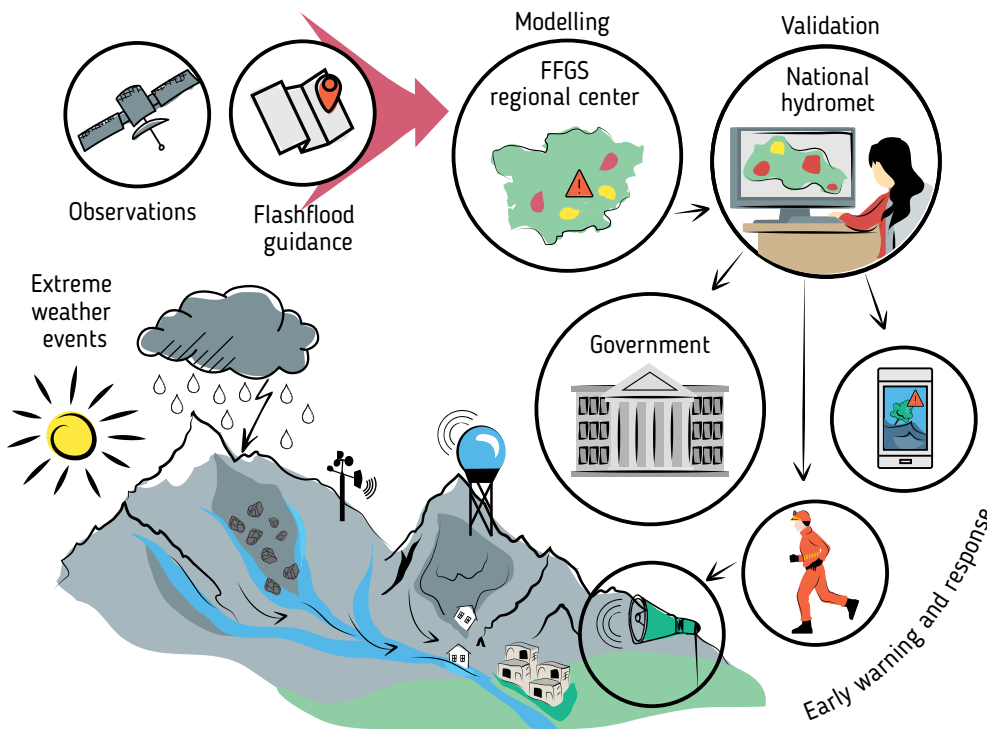 Modelling
Validation
FFGS
regional center
National
hydromet
Observations
Flashflood
guidance
Extreme
weather
events
Government
Early warning and response